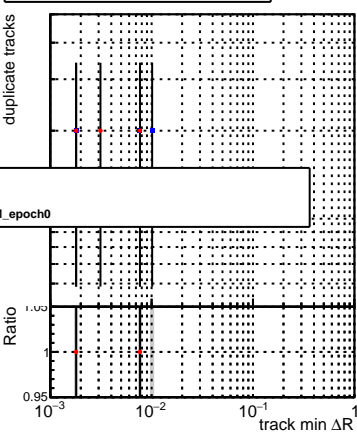 duplicate tracks
_epoch0
1.05
Ratio
1
0.95
10⁻³
10⁻²
10⁻¹
1
track min ΔR